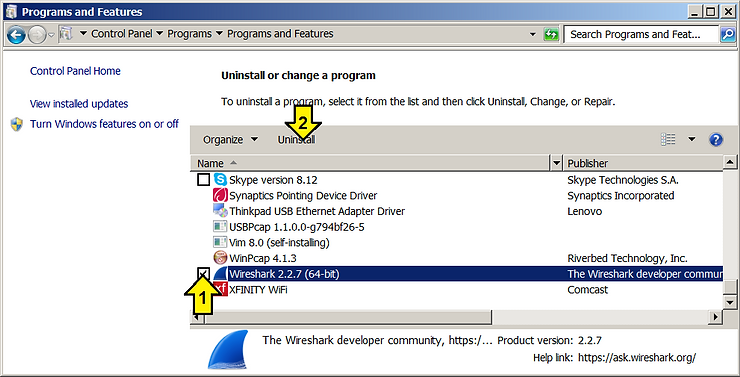 Programs and Features
Control Panel Programs Programs and Features Search Programs and Feat...
Control Panel Home
View installed updates
Turn Windows features on or off
Uninstall or change a program
To uninstall a program, select it from the list and then click Uninstall, Change, or Repair.
2
Organize Uninstall
Name Publisher
Skype version 8.12 Skype Technologies S.A.
Synaptics Pointing Device Driver Synaptics Incorporated
Thinkpad USB Ethernet Adapter Driver Lenovo
USBPcap 1.1.0.0-g794bf26-5
Vim 8.0 (self-installing)
WinPcap 4.1.3 Riverbed Technology, Inc.
Wireshark 2.2.7 (64-bit) The Wireshark developer commur
1
XFINITY WiFi Comcast
The Wireshark developer community, https:/... Product version: 2.2.7
Help link: https://ask.wireshark.org/